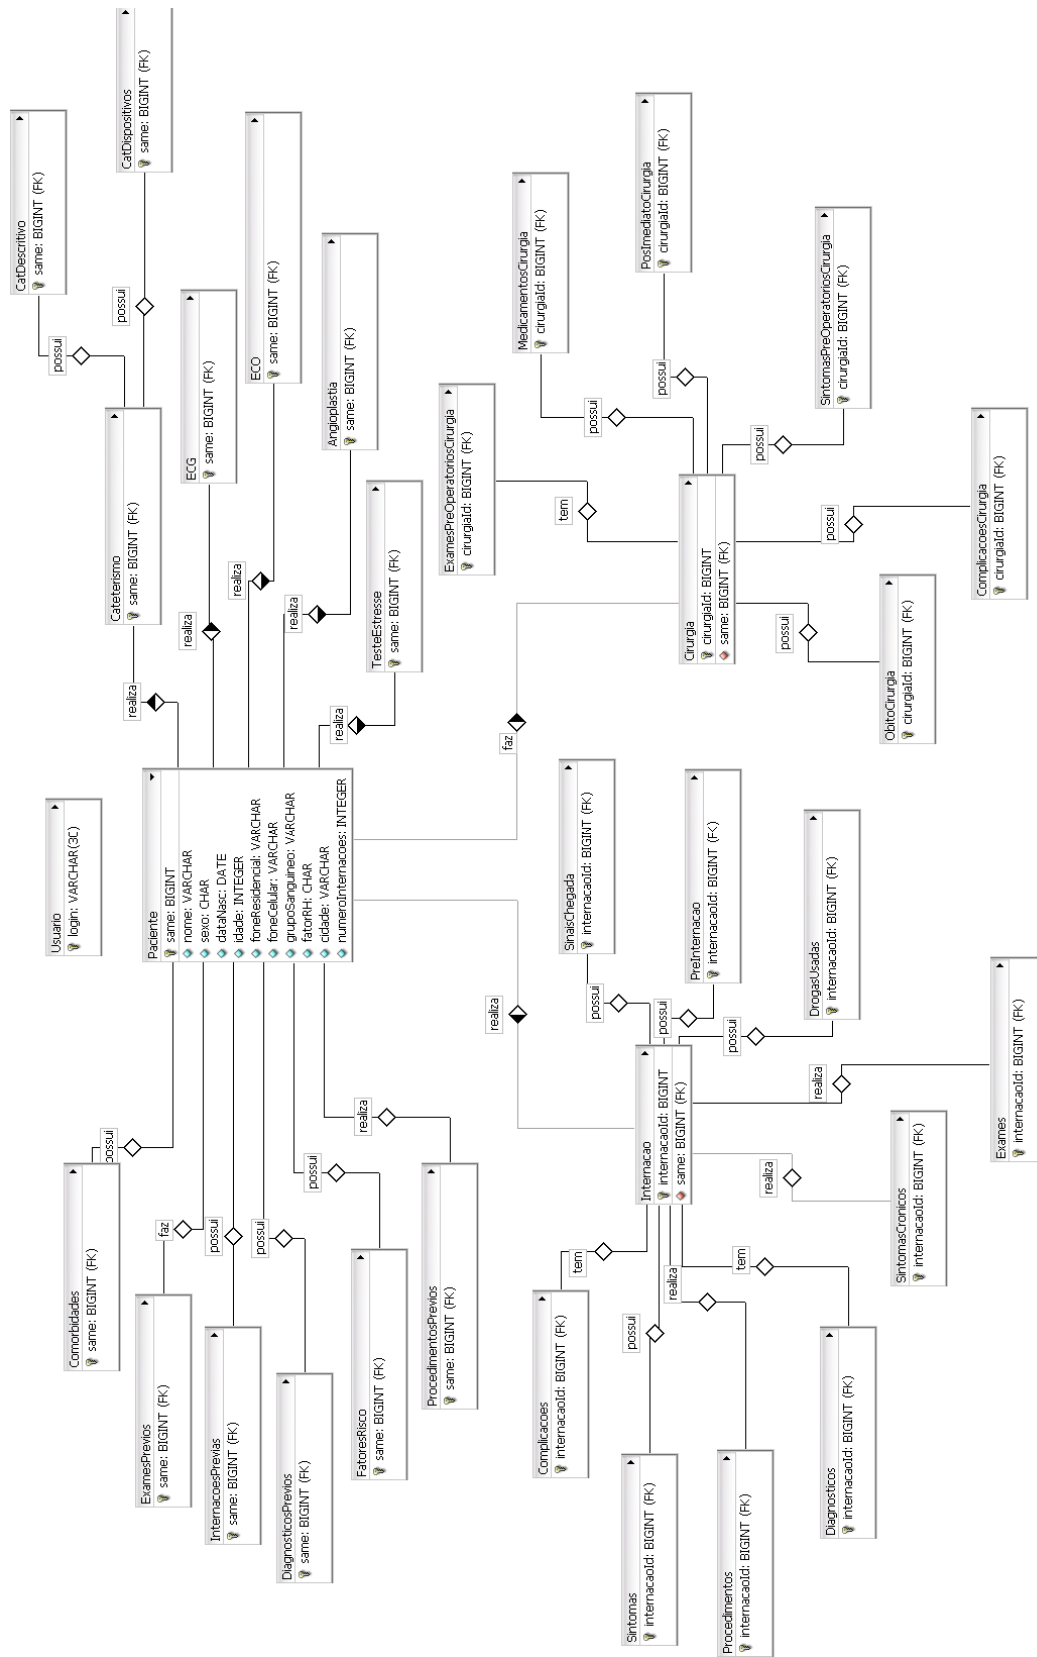 Usuario
login: VARCHAR(30)
Paciente
same: BIGINT
nome: VARCHAR
sexo: CHAR
dataNasc: DATE
idade: INTEGER
foneResidencial: VARCHAR
foneCelular: VARCHAR
grupoSanguineo: VARCHAR
fatorRH: CHAR
cidade: VARCHAR
numeroInternacoes: INTEGER
Comorbidades
same: BIGINT (FK)
possui
ExamesPrevios
same: BIGINT (FK)
faz
InternacoesPrevias
same: BIGINT (FK)
possui
DiagnosticosPrevios
same: BIGINT (FK)
possui
FatoresRisco
same: BIGINT (FK)
possui
ProcedimentosPrevios
same: BIGINT (FK)
realiza
CatDescritivo
same: BIGINT (FK)
possui
CatDispositivos
same: BIGINT (FK)
possui
Cateterismo
same: BIGINT (FK)
realiza
ECG
same: BIGINT (FK)
realiza
ECO
same: BIGINT (FK)
realiza
Angioplastia
same: BIGINT (FK)
realiza
TesteEstresse
same: BIGINT (FK)
realiza
realiza
faz
Internacao
internacaoId: BIGINT
same: BIGINT (FK)
Complicacoes
internacaoId: BIGINT (FK)
tem
Sintomas
internacaoId: BIGINT (FK)
possui
Procedimentos
internacaoId: BIGINT (FK)
realiza
Diagnosticos
internacaoId: BIGINT (FK)
tem
SinaisChegada
internacaoId: BIGINT (FK)
possui
PreInternacao
internacaoId: BIGINT (FK)
possui
DrogasUsadas
internacaoId: BIGINT (FK)
possui
Exames
internacaoId: BIGINT (FK)
realiza
SintomasCronicos
internacaoId: BIGINT (FK)
realiza
Cirurgia
cirurgiaId: BIGINT
same: BIGINT (FK)
ExamesPreOperatoriosCirurgia
cirurgiaId: BIGINT (FK)
tem
MedicamentosCirurgia
cirurgiaId: BIGINT (FK)
possui
PosImediatoCirurgia
cirurgiaId: BIGINT (FK)
possui
SintomasPreOperatoriosCirurgia
cirurgiaId: BIGINT (FK)
possui
ComplicacoesCirurgia
cirurgiaId: BIGINT (FK)
possui
ObitoCirurgia
cirurgiaId: BIGINT (FK)
possui